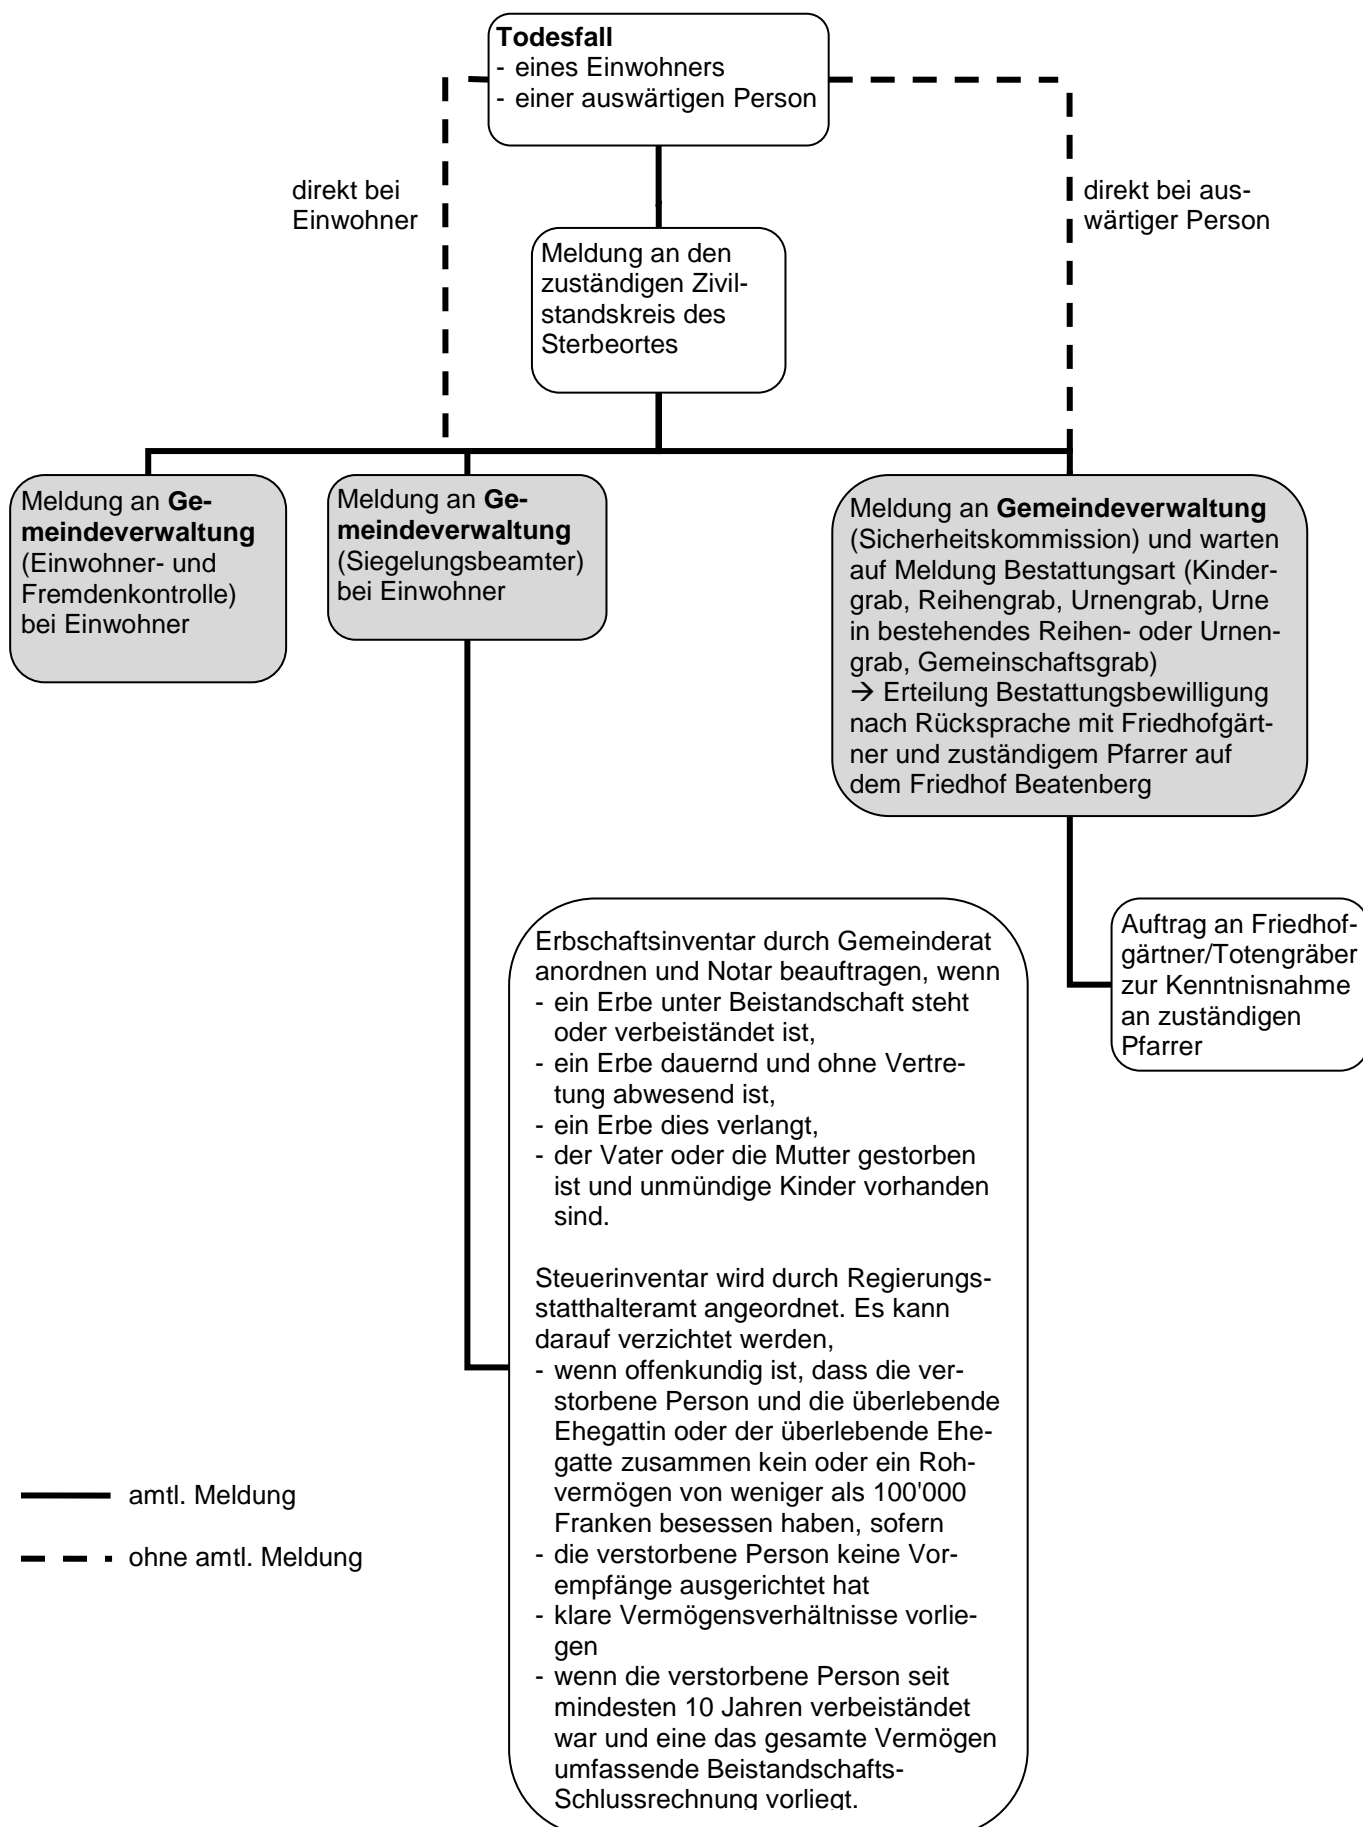 Todesfall
- eines Einwohners
- einer auswärtigen Person
direkt bei
Einwohner
direkt bei aus-
wärtiger Person
Meldung an den
zuständigen Zivil-
standskreis des
Sterbeortes
Meldung an Ge-
meindeverwaltung
(Einwohner- und
Fremdenkontrolle)
bei Einwohner
Meldung an Ge-
meindeverwaltung
(Siegelungsbeamter)
bei Einwohner
Meldung an Gemeindeverwaltung
(Sicherheitskommission) und warten
auf Meldung Bestattungsart (Kinder-
grab, Reihengrab, Urnengrab, Urne
in bestehendes Reihen- oder Urnen-
grab, Gemeinschaftsgrab)
→ Erteilung Bestattungsbewilligung
nach Rücksprache mit Friedhofgärt-
ner und zuständigem Pfarrer auf
dem Friedhof Beatenberg
Auftrag an Friedhof-
gärtner/Totengräber
zur Kenntnisnahme
an zuständigen
Pfarrer
Erbschaftsinventar durch Gemeinderat
anordnen und Notar beauftragen, wenn
- ein Erbe unter Beistandschaft steht
oder verbeiständet ist,
- ein Erbe dauernd und ohne Vertre-
tung abwesend ist,
- ein Erbe dies verlangt,
- der Vater oder die Mutter gestorben
ist und unmündige Kinder vorhanden
sind.
Steuerinventar wird durch Regierungs-
statthalteramt angeordnet. Es kann
darauf verzichtet werden,
- wenn offenkundig ist, dass die ver-
storbene Person und die überlebende
Ehegattin oder der überlebende Ehe-
gatte zusammen kein oder ein Roh-
vermögen von weniger als 100'000
Franken besessen haben, sofern
- die verstorbene Person keine Vor-
empfänge ausgerichtet hat
- klare Vermögensverhältnisse vorlie-
gen
- wenn die verstorbene Person seit
mindesten 10 Jahren verbeiständet
war und eine das gesamte Vermögen
umfassende Beistandschafts-
Schlussrechnung vorliegt.
amtl. Meldung
ohne amtl. Meldung